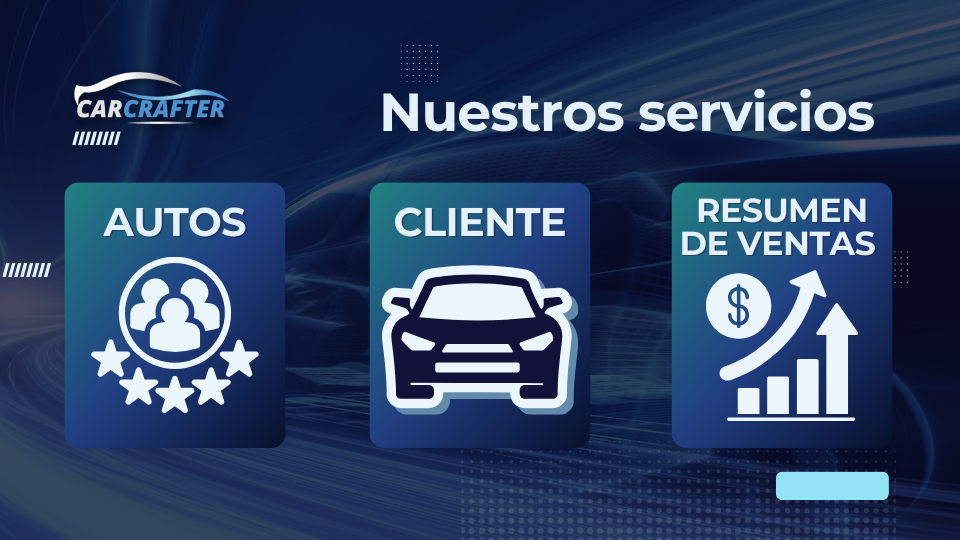 CARCRAFTER
Nuestros servicios
AUTOS
CLIENTE
RESUMEN
DE VENTAS
$